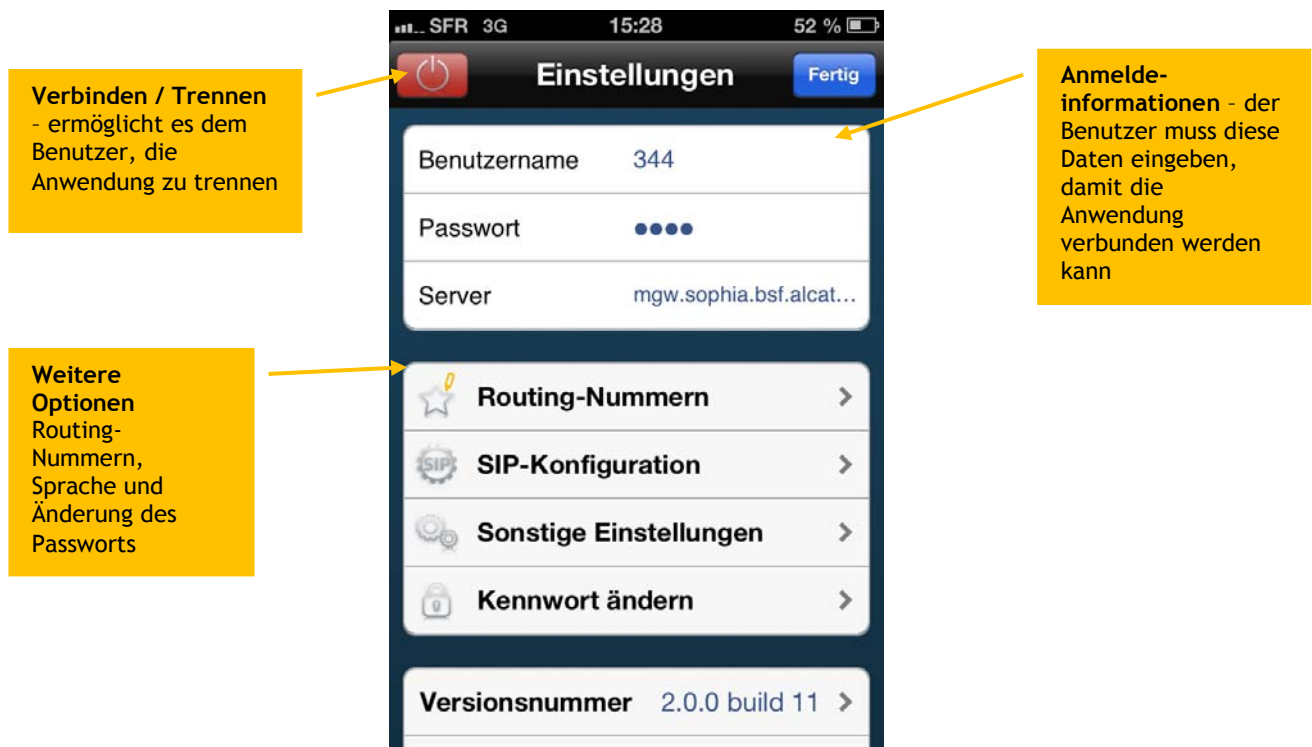 SFR 3G 15:28 52 %
Einstellungen
Fertig
Verbinden / Trennen
– ermöglicht es dem
Benutzer, die
Anwendung zu trennen
Anmelde-
informationen – der
Benutzer muss diese
Daten eingeben,
damit die
Anwendung
verbunden werden
kann
Benutzername 344
Passwort ●●●●
Server mgw.sophia.bsf.alcat...
Weitere
Optionen
Routing-
Nummern,
Sprache und
Änderung des
Passworts
Routing-Nummern
SIP
SIP-Konfiguration
Sonstige Einstellungen
Kennwort ändern
Versionsnummer 2.0.0 build 11